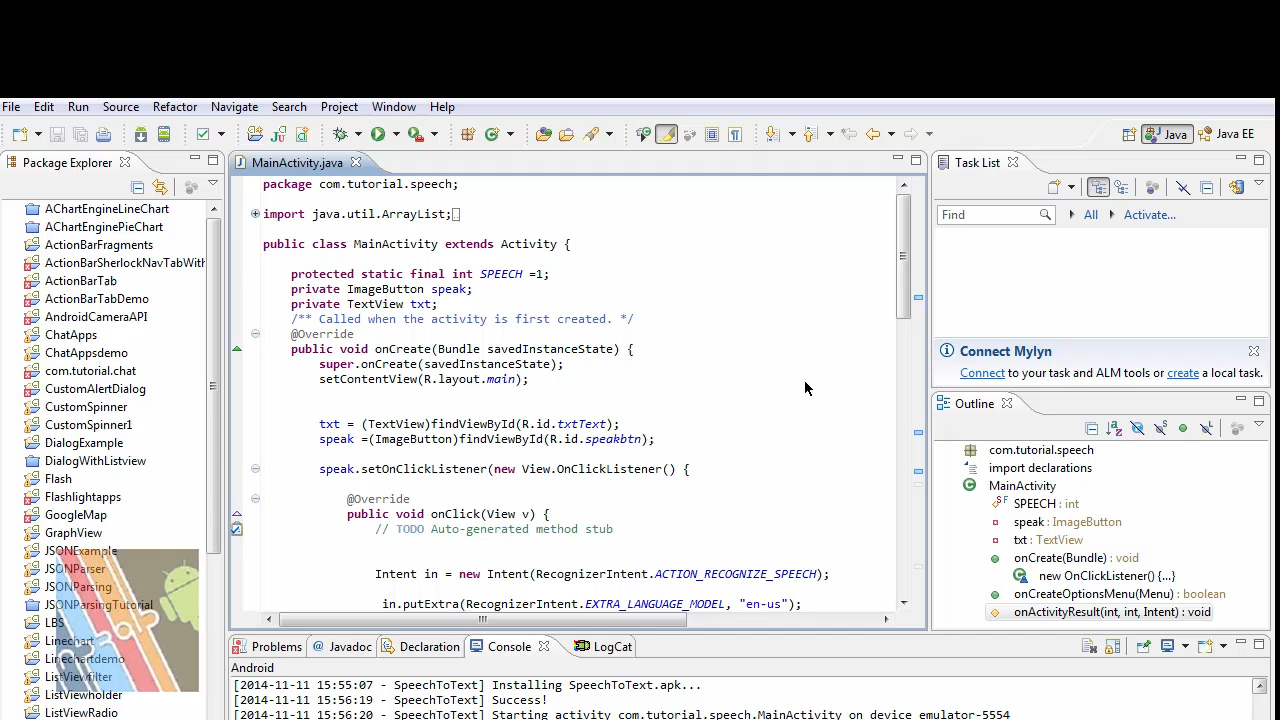 File Edit Run Source Refactor Navigate Search Project Window Help
Java Java EE
Package Explorer
AChartEngineLineChart
AChartEnginePieChart
ActionBarFragments
ActionBarSherlockNavTabWith
ActionBarTab
ActionBarTabDemo
AndroidCameraAPI
ChatApps
ChatAppsdemo
com.tutorial.chat
CustomAlertDialog
CustomSpinner
CustomSpinner1
DialogExample
DialogWithListview
Flash
Flashlightapps
GoogleMap
GraphView
JSONExample
JSONParser
JSONParsing
JSONParsingTutorial
LBS
Linechart
Linechartdemo
ListViewfilter
ListViewholder
ListViewRadio
MainActivity.java
package com.tutorial.speech;
import java.util.ArrayList;
public class MainActivity extends Activity {
protected static final int SPEECH =1;
private ImageButton speak;
private TextView txt;
/** Called when the activity is first created. */
@Override
public void onCreate(Bundle savedInstanceState) {
super.onCreate(savedInstanceState);
setContentView(R.layout.main);
txt = (TextView)findViewById(R.id.txtText);
speak =(ImageButton)findViewById(R.id.speakbtn);
speak.setOnClickListener(new View.OnClickListener() {
@Override
public void onClick(View v) {
// TODO Auto-generated method stub
Intent in = new Intent(RecognizerIntent.ACTION_RECOGNIZE_SPEECH);
in.putExtra(RecognizerIntent.EXTRA_LANGUAGE_MODEL, "en-us");
Task List
Find All Activate...
Connect Mylyn
Connect to your task and ALM tools or create a local task.
Outline
com.tutorial.speech
import declarations
MainActivity
SPEECH : int
speak : ImageButton
txt : TextView
onCreate(Bundle) : void
new OnClickListener() {...}
onCreateOptionsMenu(Menu) : boolean
onActivityResult(int, int, Intent) : void
Problems Javadoc Declaration Console LogCat
Android
[2014-11-11 15:55:07 - SpeechToText] Installing SpeechToText.apk...
[2014-11-11 15:56:19 - SpeechToText] Success!
[2014-11-11 15:56:20 - SpeechToText] Starting activity com.tutorial.speech.MainActivity on device emulator-5554